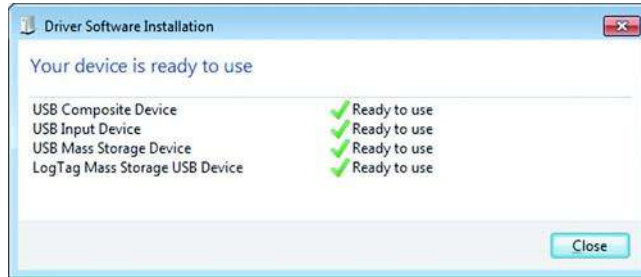 Driver Software Installation
Your device is ready to use
USB Composite Device Ready to use
USB Input Device Ready to use
USB Mass Storage Device Ready to use
LogTag Mass Storage USB Device Ready to use
Close